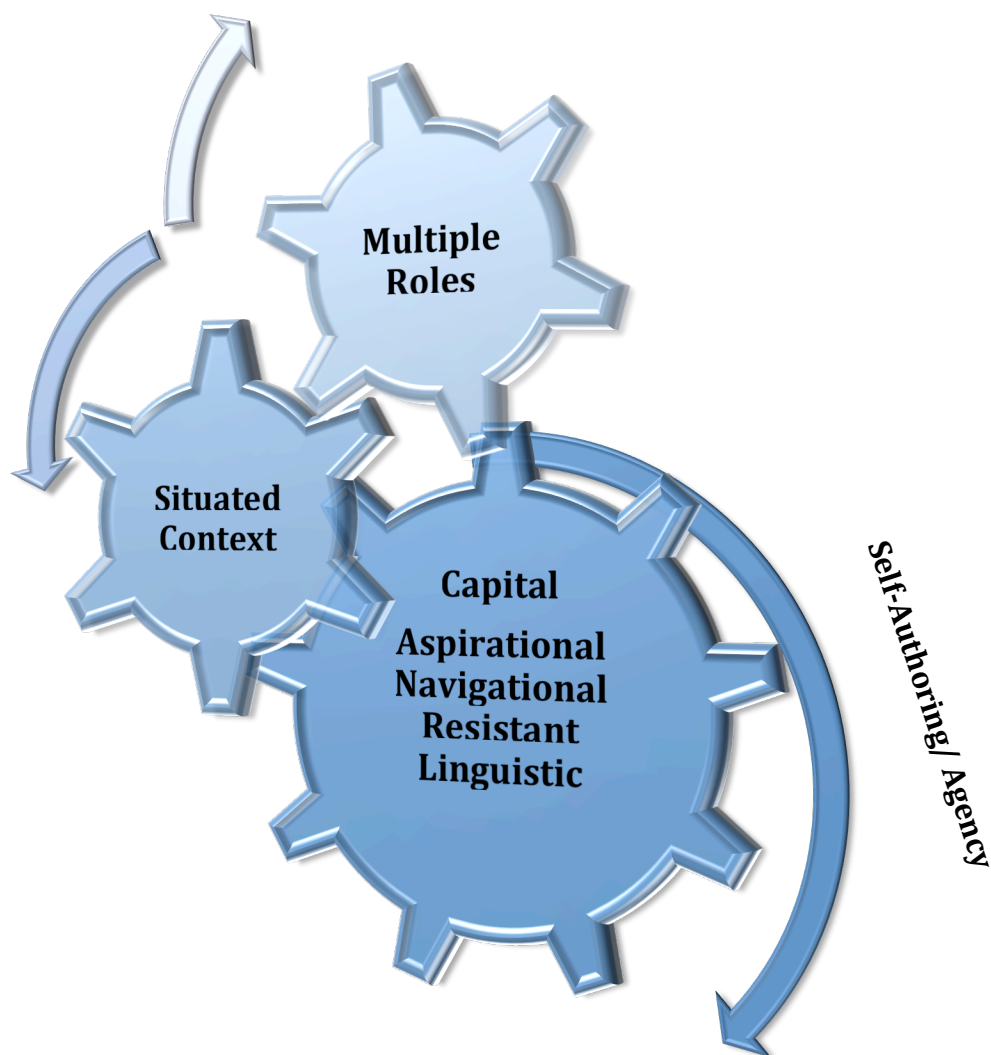 Multiple
Roles
Situated
Context
Capital
Aspirational
Navigational
Resistant
Linguistic
Self-Authoring/ Agency